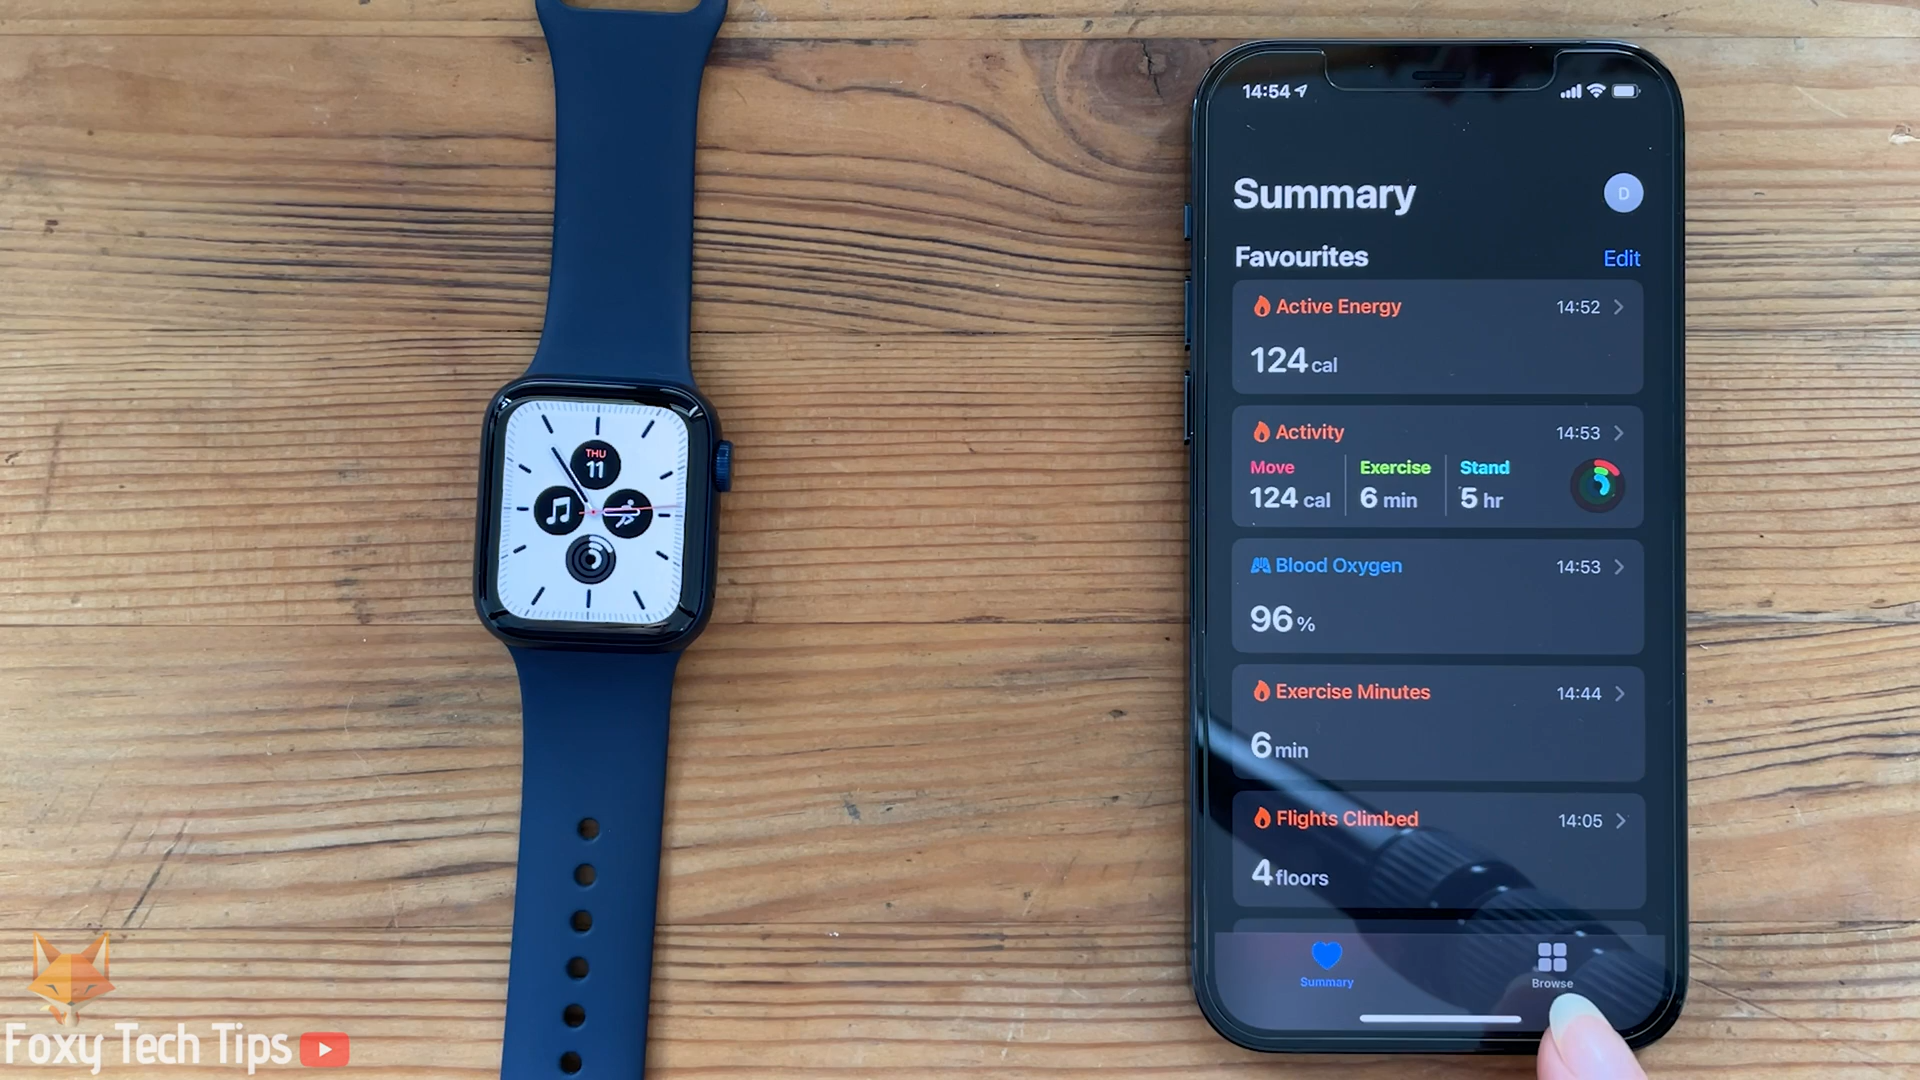 THU
11
14:54
Summary
D
Favourites
Edit
Active Energy
14:52
124 cal
Activity
14:53
Move
Exercise
Stand
124 cal
6 min
5 hr
Blood Oxygen
14:53
96 %
Exercise Minutes
14:44
6 min
Flights Climbed
14:05
4 floors
Summary
Browse
Foxy Tech Tips